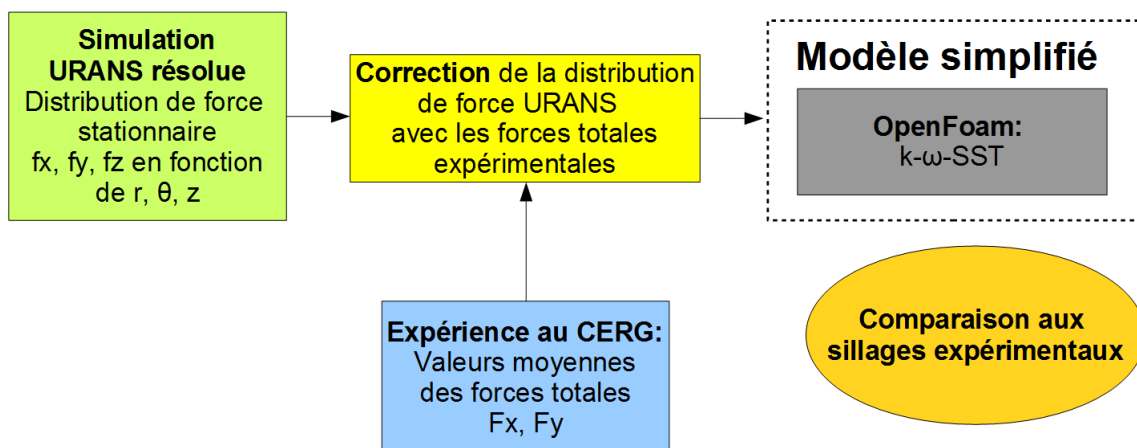 Simulation
URANS résolue
Distribution de force
stationnaire
fx, fy, fz en fonction
de r, θ, z
Correction de la distribution
de force URANS
avec les forces totales
expérimentales
Modèle simplifié
OpenFoam:
k-ω-SST
Expérience au CERG:
Valeurs moyennes
des forces totales
Fx, Fy
Comparaison aux
sillages expérimentaux